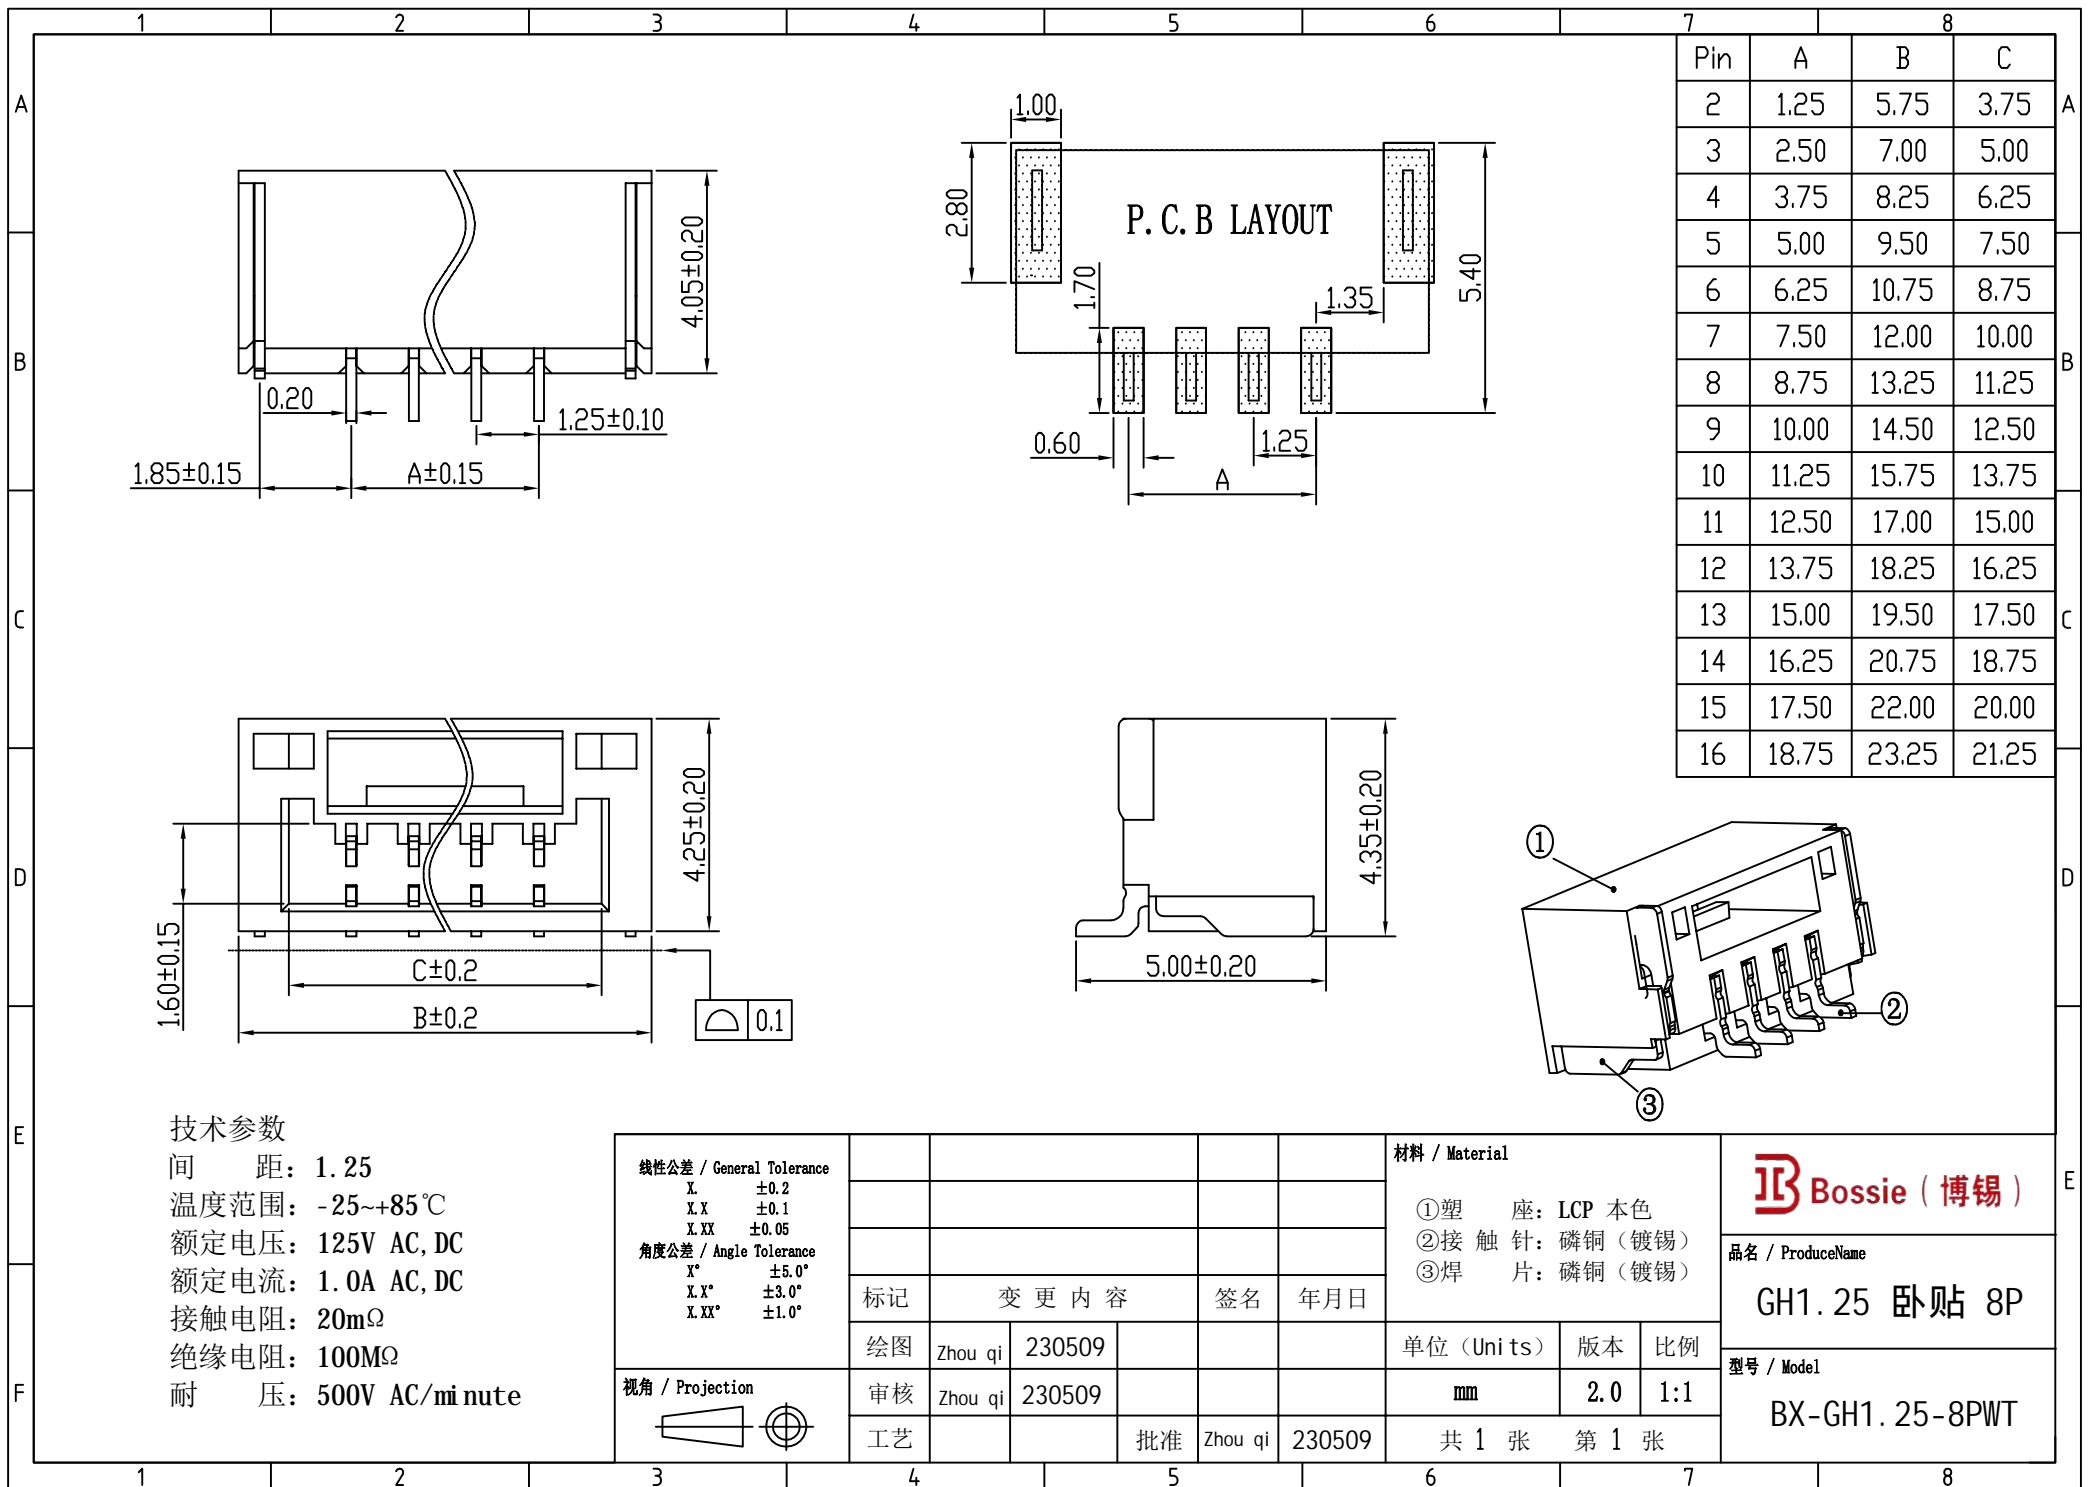 1 2 3 4 5 6 7 8
A
B
C
D
E
F
A
B
C
D
E
Pin A B C
2 1.25 5.75 3.75
3 2.50 7.00 5.00
4 3.75 8.25 6.25
5 5.00 9.50 7.50
6 6.25 10.75 8.75
7 7.50 12.00 10.00
8 8.75 13.25 11.25
9 10.00 14.50 12.50
10 11.25 15.75 13.75
11 12.50 17.00 15.00
12 13.75 18.25 16.25
13 15.00 19.50 17.50
14 16.25 20.75 18.75
15 17.50 22.00 20.00
16 18.75 23.25 21.25
4.05±0.20
0.20
1.25±0.10
1.85±0.15
A±0.15
1.00
2.80
P.C.B LAYOUT
1.70
1.35
5.40
0.60
1.25
A
4.25±0.20
1.60±0.15
C±0.2
B±0.2
0.1
4.35±0.20
5.00±0.20
①
②
③
技术参数
间 距：1.25
温度范围：-25~+85℃
额定电压：125V AC,DC
额定电流：1.0A AC,DC
接触电阻：20mΩ
绝缘电阻：100MΩ
耐 压：500V AC/minute
线性公差 / General Tolerance
X. ±0.2
X.X ±0.1
X.XX ±0.05
角度公差 / Angle Tolerance
X° ±5.0°
X.X° ±3.0°
X.XX° ±1.0°
视角 / Projection
标记 变更内容 签名 年月日
绘图 Zhou qi 230509
审核 Zhou qi 230509
工艺 批准 Zhou qi 230509
材料 / Material
①塑 座：LCP 本色
②接 触 针：磷铜（镀锡）
③焊 片：磷铜（镀锡）
单位（Units） 版本 比例
mm 2.0 1:1
共 1 张 第 1 张
Bossie（博锡）
品名 / ProduceName
GH1.25 卧贴 8P
型号 / Model
BX-GH1.25-8PWT
1 2 3 4 5 6 7 8